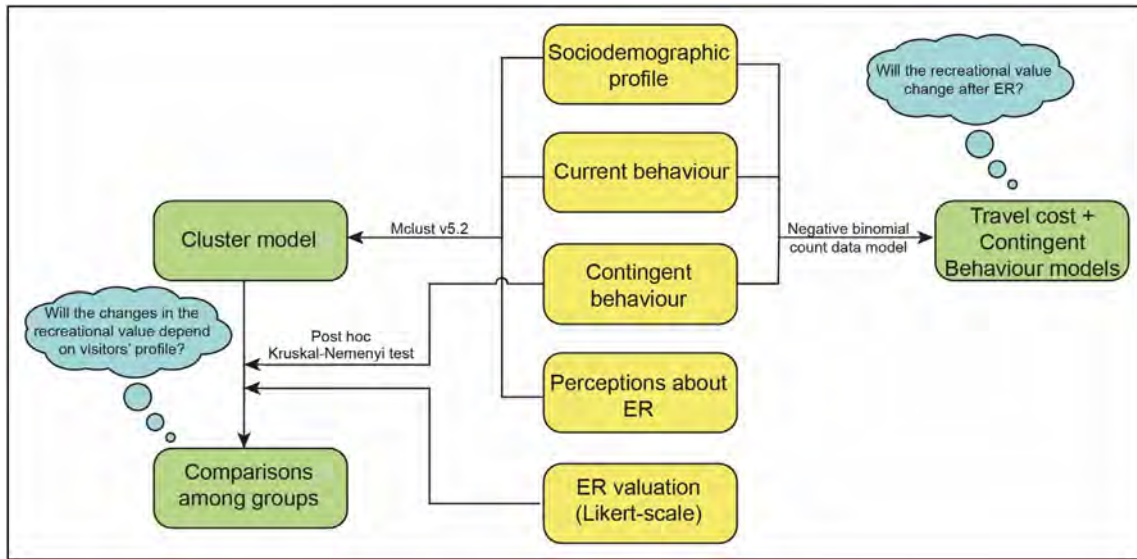 Sociodemographic
profile
Will the recreational value
change after ER?
Current behaviour
Cluster model
Mclust v5.2
Negative binomial
count data model
Travel cost +
Contingent
Behaviour models
Contingent
behaviour
Will the changes in the
recreational value depend
on visitors' profile?
Post hoc
Kruskal-Nemenyi test
Perceptions about
ER
Comparisons
among groups
ER valuation
(Likert-scale)